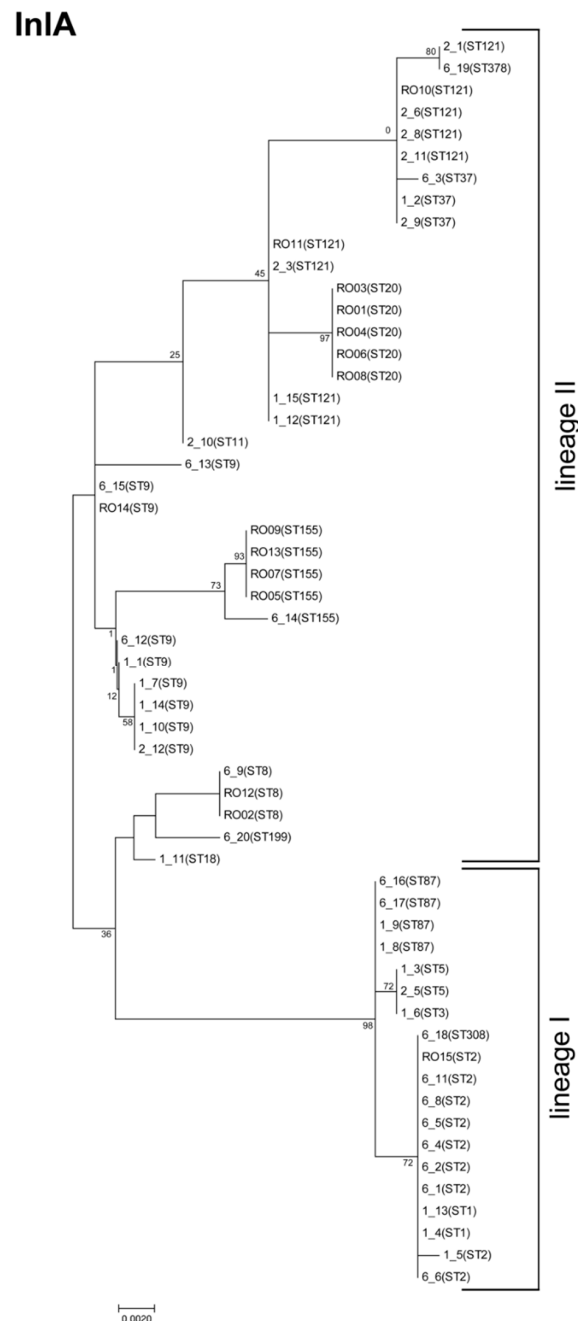 InlA
80
2_1(ST121)
6_19(ST378)
RO10(ST121)
2_6(ST121)
0
2_8(ST121)
2_11(ST121)
6_3(ST37)
1_2(ST37)
2_9(ST37)
RO11(ST121)
2_3(ST121)
45
RO03(ST20)
RO01(ST20)
RO04(ST20)
97
RO06(ST20)
RO08(ST20)
25
1_15(ST121)
1_12(ST121)
2_10(ST11)
6_13(ST9)
6_15(ST9)
RO14(ST9)
RO09(ST155)
93
RO13(ST155)
RO07(ST155)
73
RO05(ST155)
6_14(ST155)
1
6_12(ST9)
1
1_1(ST9)
1_7(ST9)
12
1_14(ST9)
58
1_10(ST9)
2_12(ST9)
6_9(ST8)
RO12(ST8)
RO02(ST8)
6_20(ST199)
1_11(ST18)
lineage II
6_16(ST87)
6_17(ST87)
1_9(ST87)
36
1_8(ST87)
1_3(ST5)
72
2_5(ST5)
1_6(ST3)
98
6_18(ST308)
RO15(ST2)
6_11(ST2)
6_8(ST2)
6_5(ST2)
6_4(ST2)
72
6_2(ST2)
6_1(ST2)
1_13(ST1)
1_4(ST1)
1_5(ST2)
6_6(ST2)
lineage I
0.0020